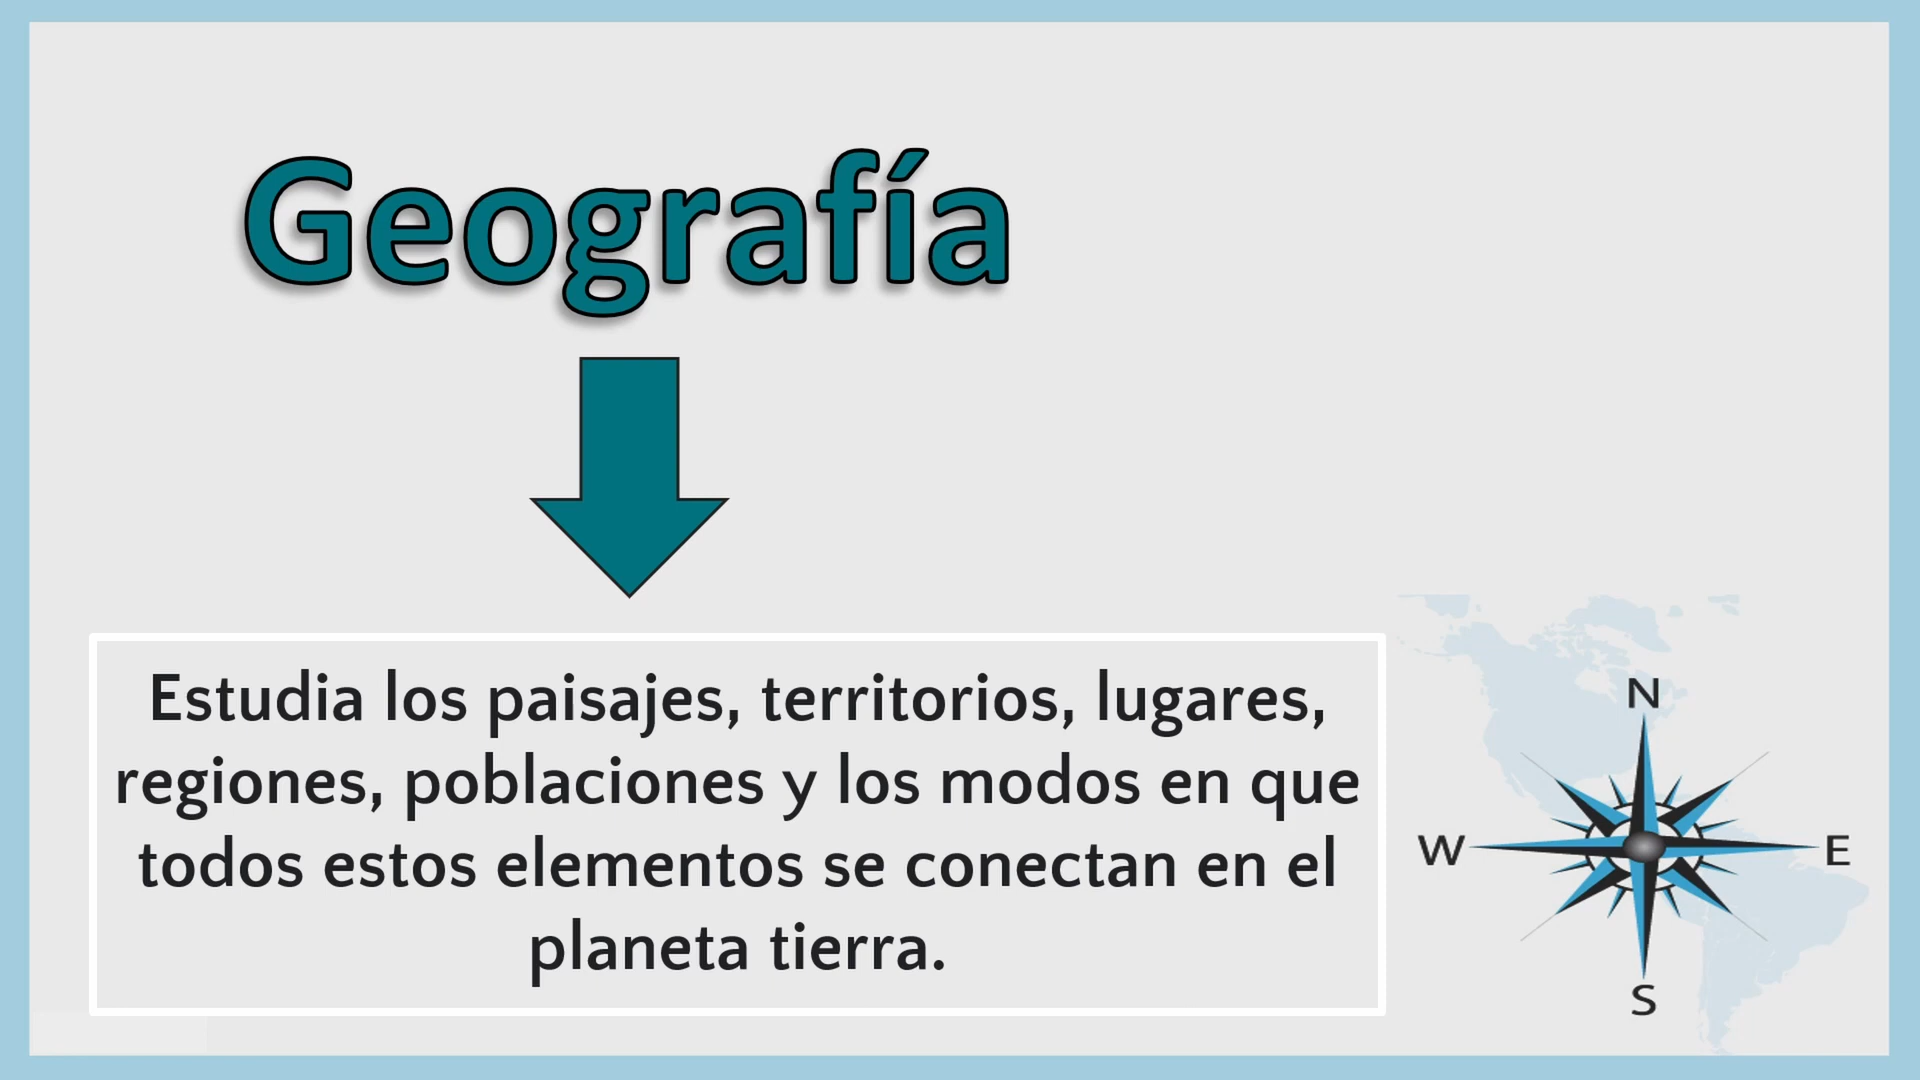 Geografía
Estudia los paisajes, territorios, lugares,
regiones, poblaciones y los modos en que
todos estos elementos se conectan en el
planeta tierra.
N
W
E
S